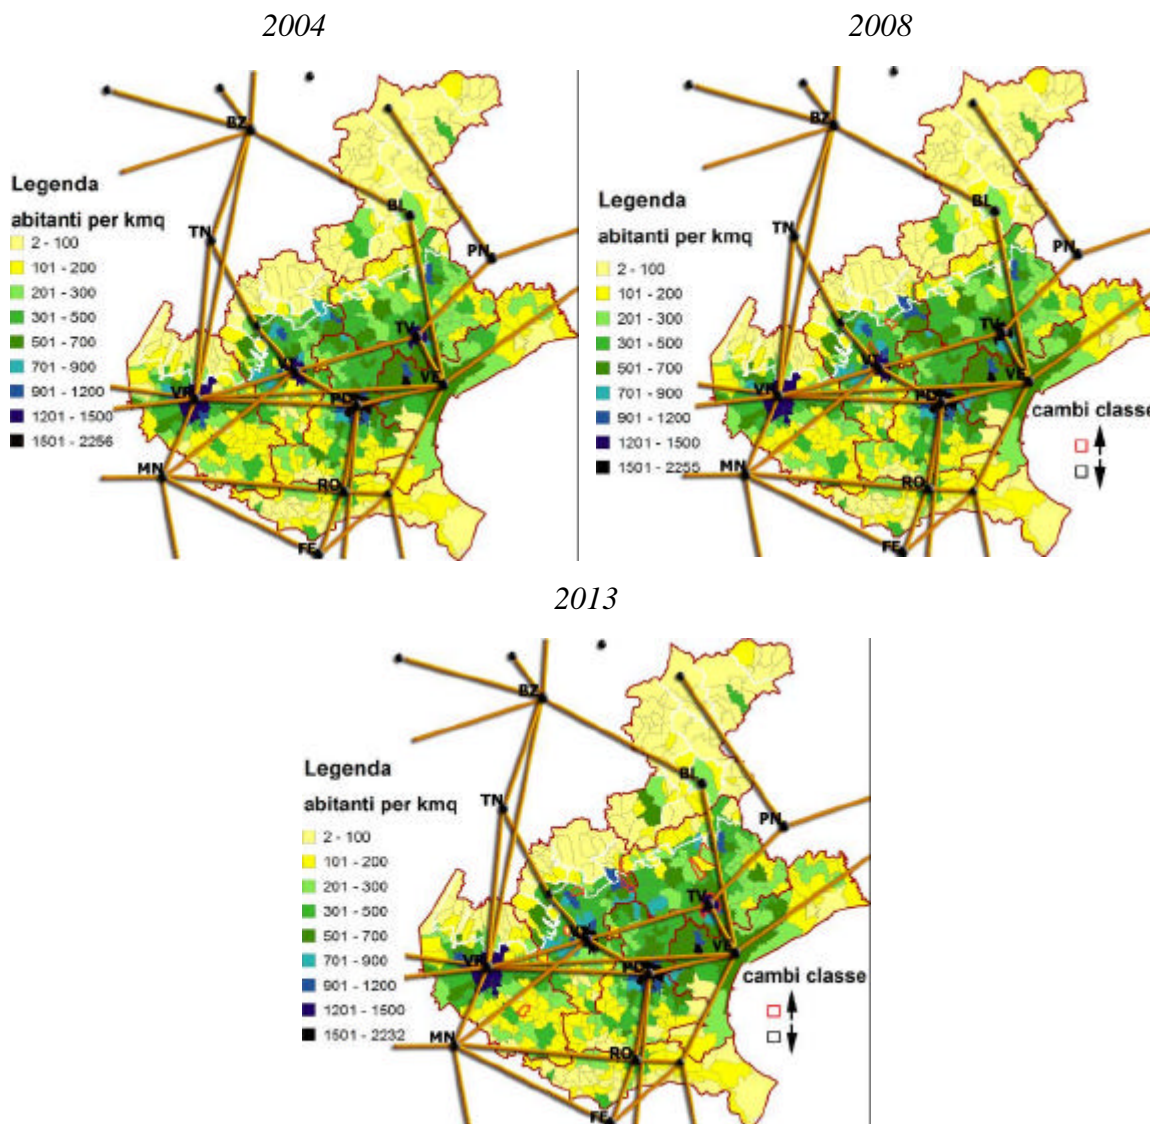 2004
2008
BZ
Legenda
abitanti per kmq
2 - 100
101 - 200
201 - 300
301 - 500
501 - 700
701 - 900
901 - 1200
1201 - 1500
1501 - 2256
TN
BL
PN
TV
VI
VE
VR
PD
MN
RO
FE
BZ
Legenda
abitanti per kmq
2 - 100
101 - 200
201 - 300
301 - 500
501 - 700
701 - 900
901 - 1200
1201 - 1500
1501 - 2255
TN
BL
PN
TV
VI
VE
VR
PD
cambi classe
MN
RO
FE
2013
BZ
Legenda
abitanti per kmq
2 - 100
101 - 200
201 - 300
301 - 500
501 - 700
701 - 900
901 - 1200
1201 - 1500
1501 - 2232
TN
BL
PN
TV
VI
VE
VR
PD
cambi classe
MN
RO
FE